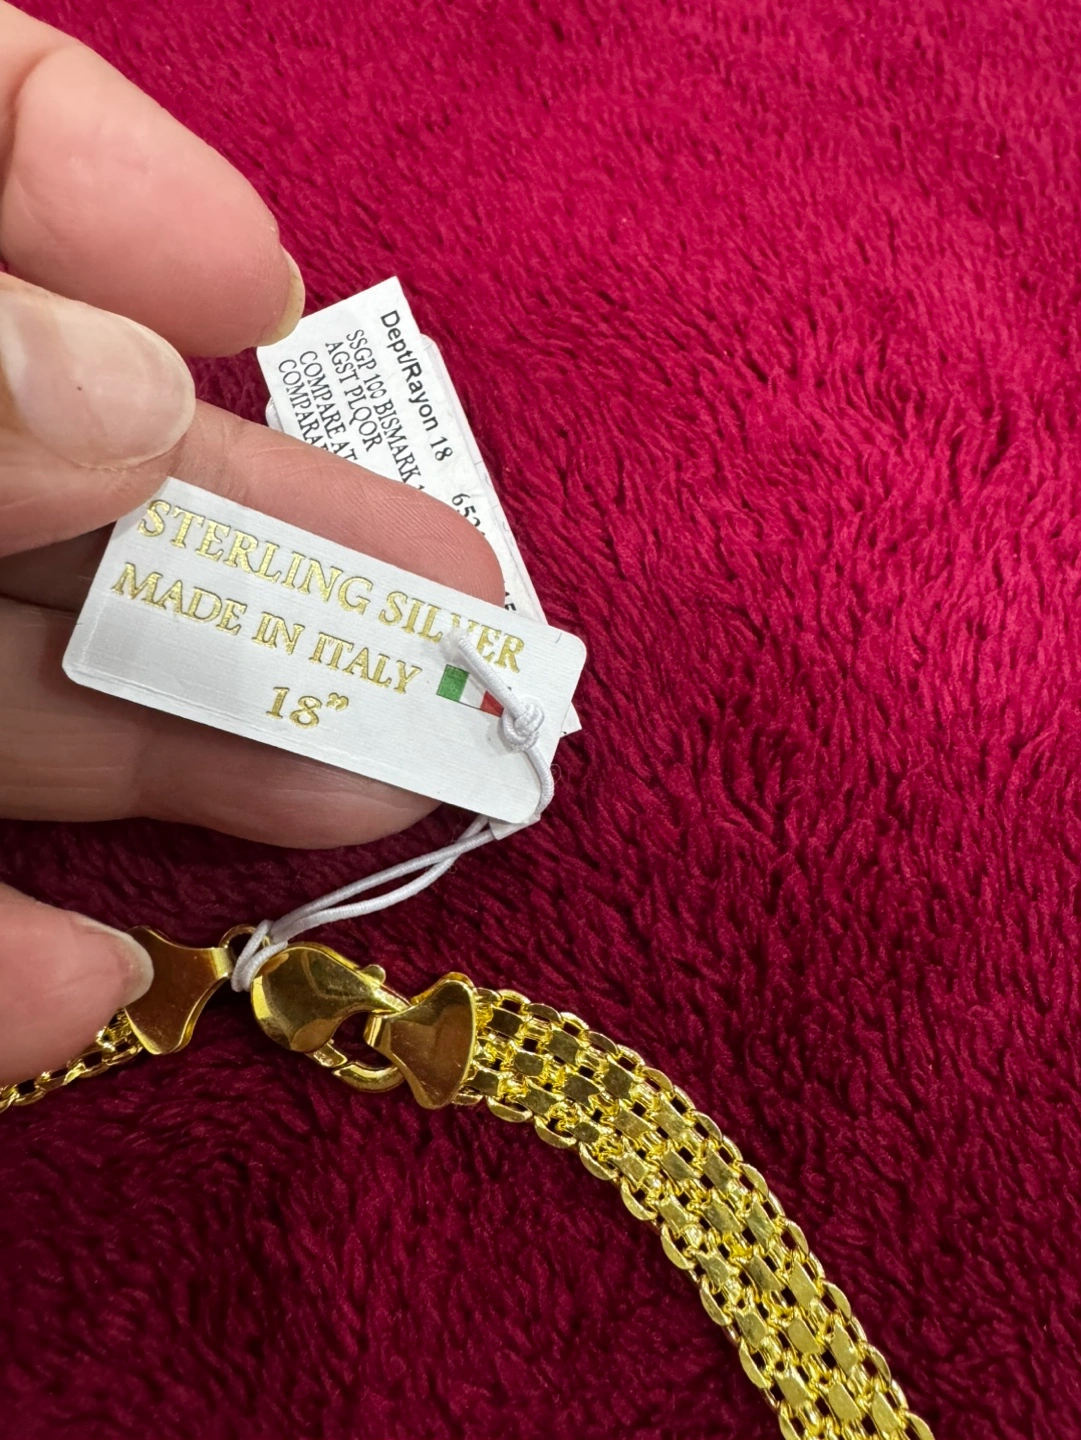 Dept/Rayon 18
SSGP 100 BISMARK
AGST PLQOR
COMPARE AT
STERLING SILVER
MADE IN ITALY
18"